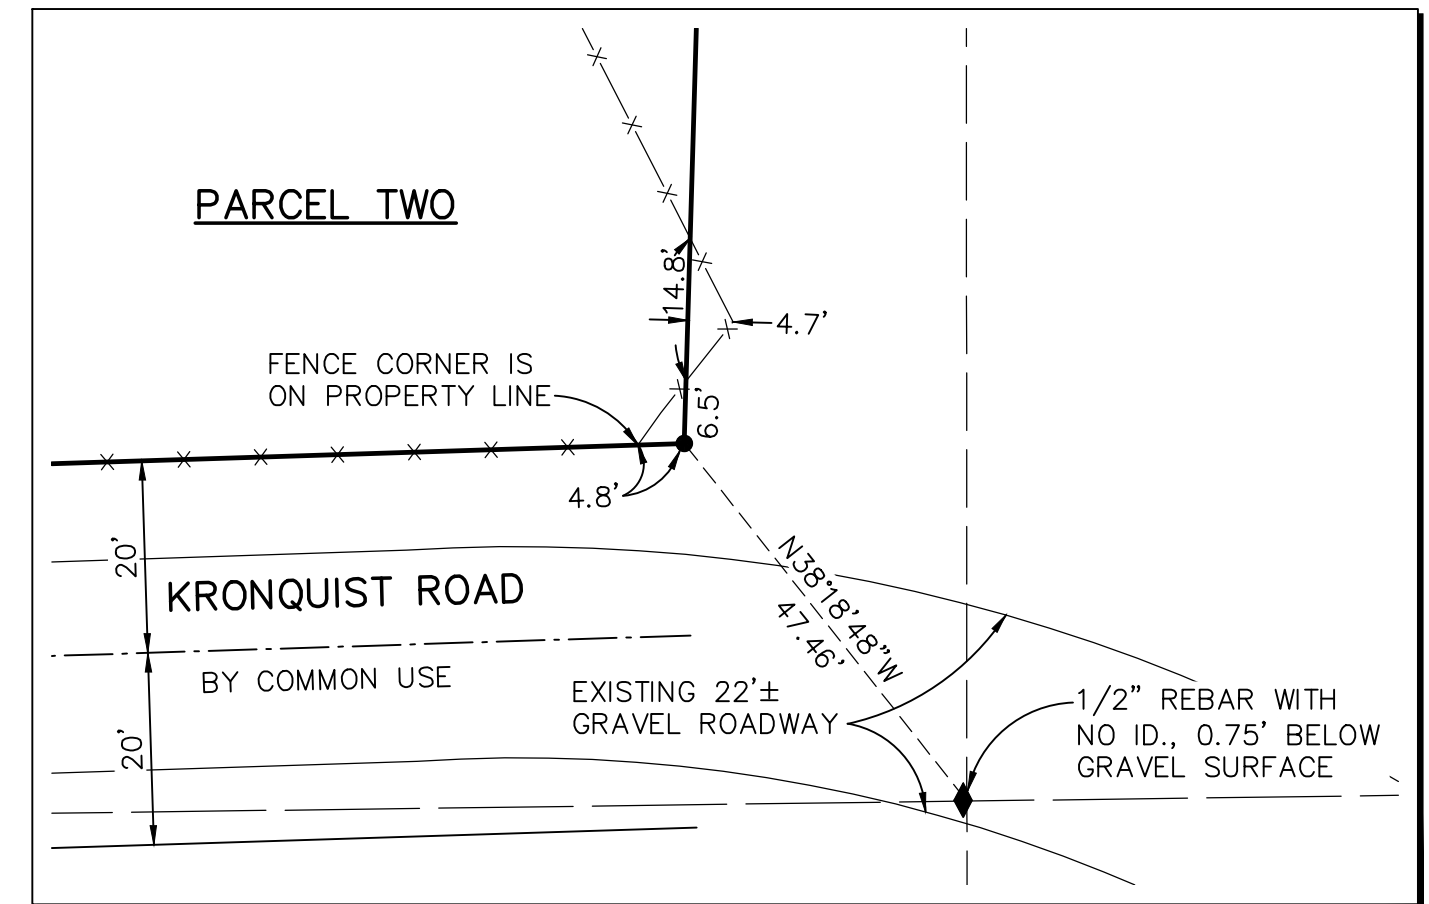 PARCEL TWO
14.8'
4.7'
FENCE CORNER IS
ON PROPERTY LINE
6.5'
4.8'
20'
KRONQUIST ROAD
BY COMMON USE
20'
N38°18'48"W
47.46'
EXISTING 22'±
GRAVEL ROADWAY
1/2" REBAR WITH
NO ID., 0.75' BELOW
GRAVEL SURFACE